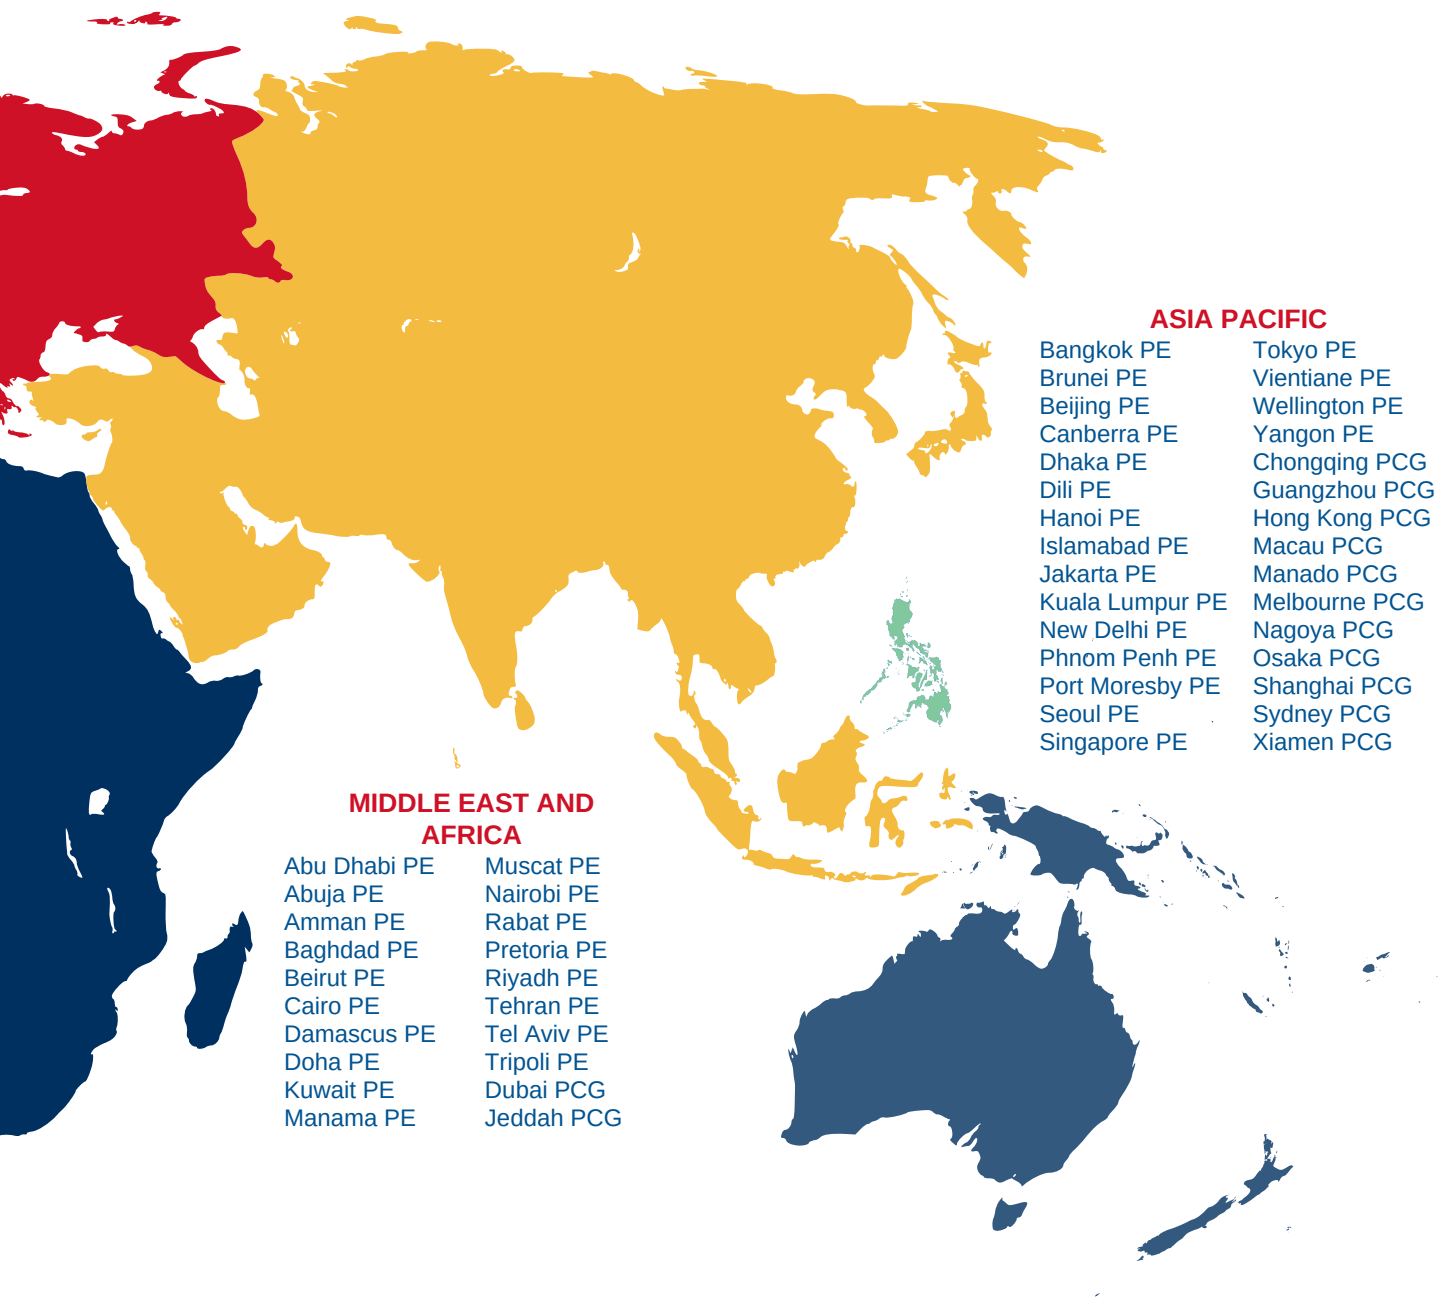 ASIA PACIFIC
Bangkok PE
Brunei PE
Beijing PE
Canberra PE
Dhaka PE
Dili PE
Hanoi PE
Islamabad PE
Jakarta PE
Kuala Lumpur PE
New Delhi PE
Phnom Penh PE
Port Moresby PE
Seoul PE
Singapore PE
Tokyo PE
Vientiane PE
Wellington PE
Yangon PE
Chongqing PCG
Guangzhou PCG
Hong Kong PCG
Macau PCG
Manado PCG
Melbourne PCG
Nagoya PCG
Osaka PCG
Shanghai PCG
Sydney PCG
Xiamen PCG
MIDDLE EAST AND
AFRICA
Abu Dhabi PE
Abuja PE
Amman PE
Baghdad PE
Beirut PE
Cairo PE
Damascus PE
Doha PE
Kuwait PE
Manama PE
Muscat PE
Nairobi PE
Rabat PE
Pretoria PE
Riyadh PE
Tehran PE
Tel Aviv PE
Tripoli PE
Dubai PCG
Jeddah PCG